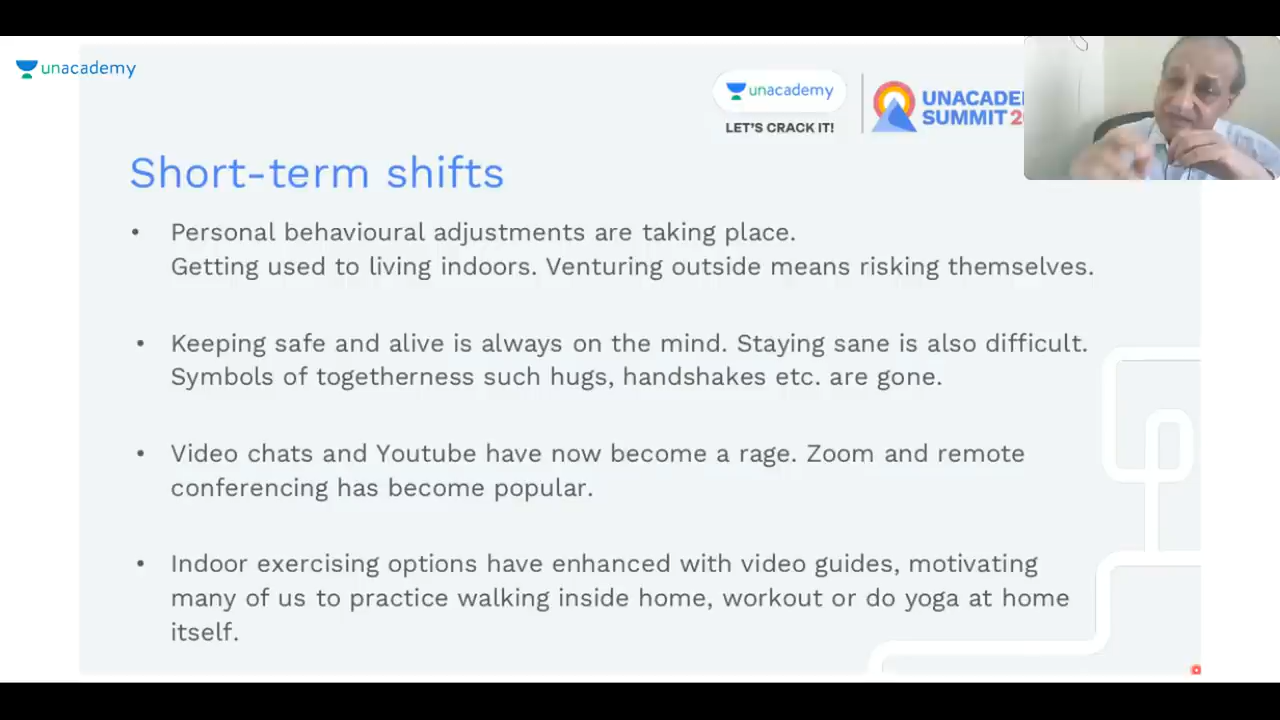 unacademy
unacademy
LET'S CRACK IT!
UNACADE
SUMMIT 2
Short-term shifts
• Personal behavioural adjustments are taking place.
Getting used to living indoors. Venturing outside means risking themselves.
• Keeping safe and alive is always on the mind. Staying sane is also difficult.
Symbols of togetherness such hugs, handshakes etc. are gone.
• Video chats and Youtube have now become a rage. Zoom and remote
conferencing has become popular.
• Indoor exercising options have enhanced with video guides, motivating
many of us to practice walking inside home, workout or do yoga at home
itself.